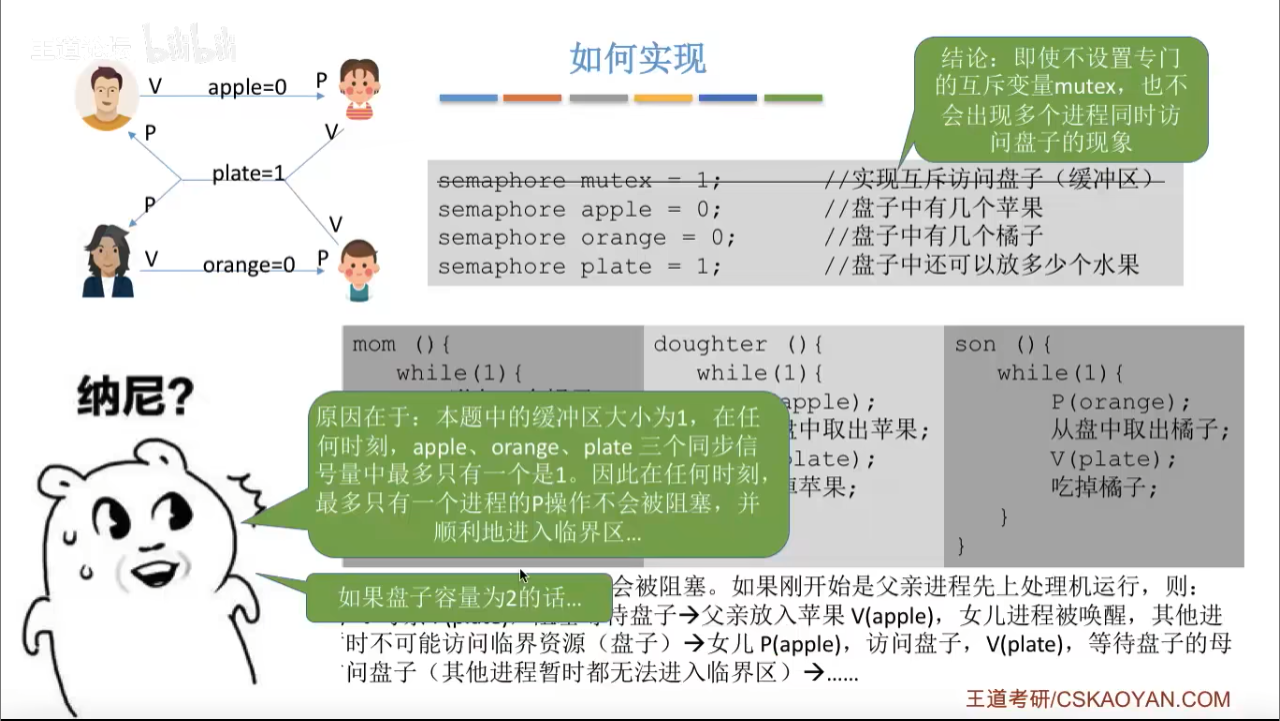 王道论坛 bilibili
如何实现
结论：即使不设置专门
的互斥变量mutex，也不
会出现多个进程同时访
问盘子的现象
V apple=0 P
P V
plate=1
P V
V orange=0 P
semaphore mutex = 1; //实现互斥访问盘子（缓冲区）
semaphore apple = 0; //盘子中有几个苹果
semaphore orange = 0; //盘子中有几个橘子
semaphore plate = 1; //盘子中还可以放多少个水果
纳尼?
mom (){
while(1){
doughter (){
while(1){
apple);
盘中取出苹果;
late);
苹果;
son (){
while(1){
P(orange);
从盘中取出橘子;
V(plate);
吃掉橘子;
}
}
原因在于：本题中的缓冲区大小为1，在任
何时刻，apple、orange、plate 三个同步信
号量中最多只有一个是1。因此在任何时刻，
最多只有一个进程的P操作不会被阻塞，并
顺利地进入临界区...
如果盘子容量为2的话...
会被阻塞。如果刚开始是父亲进程先上处理机运行，则：
待盘子→父亲放入苹果 V(apple)，女儿进程被唤醒，其他进
时不可能访问临界资源（盘子）→女儿 P(apple)，访问盘子，V(plate)，等待盘子的母
问盘子（其他进程暂时都无法进入临界区）→......
王道考研/CSKAOYAN.COM